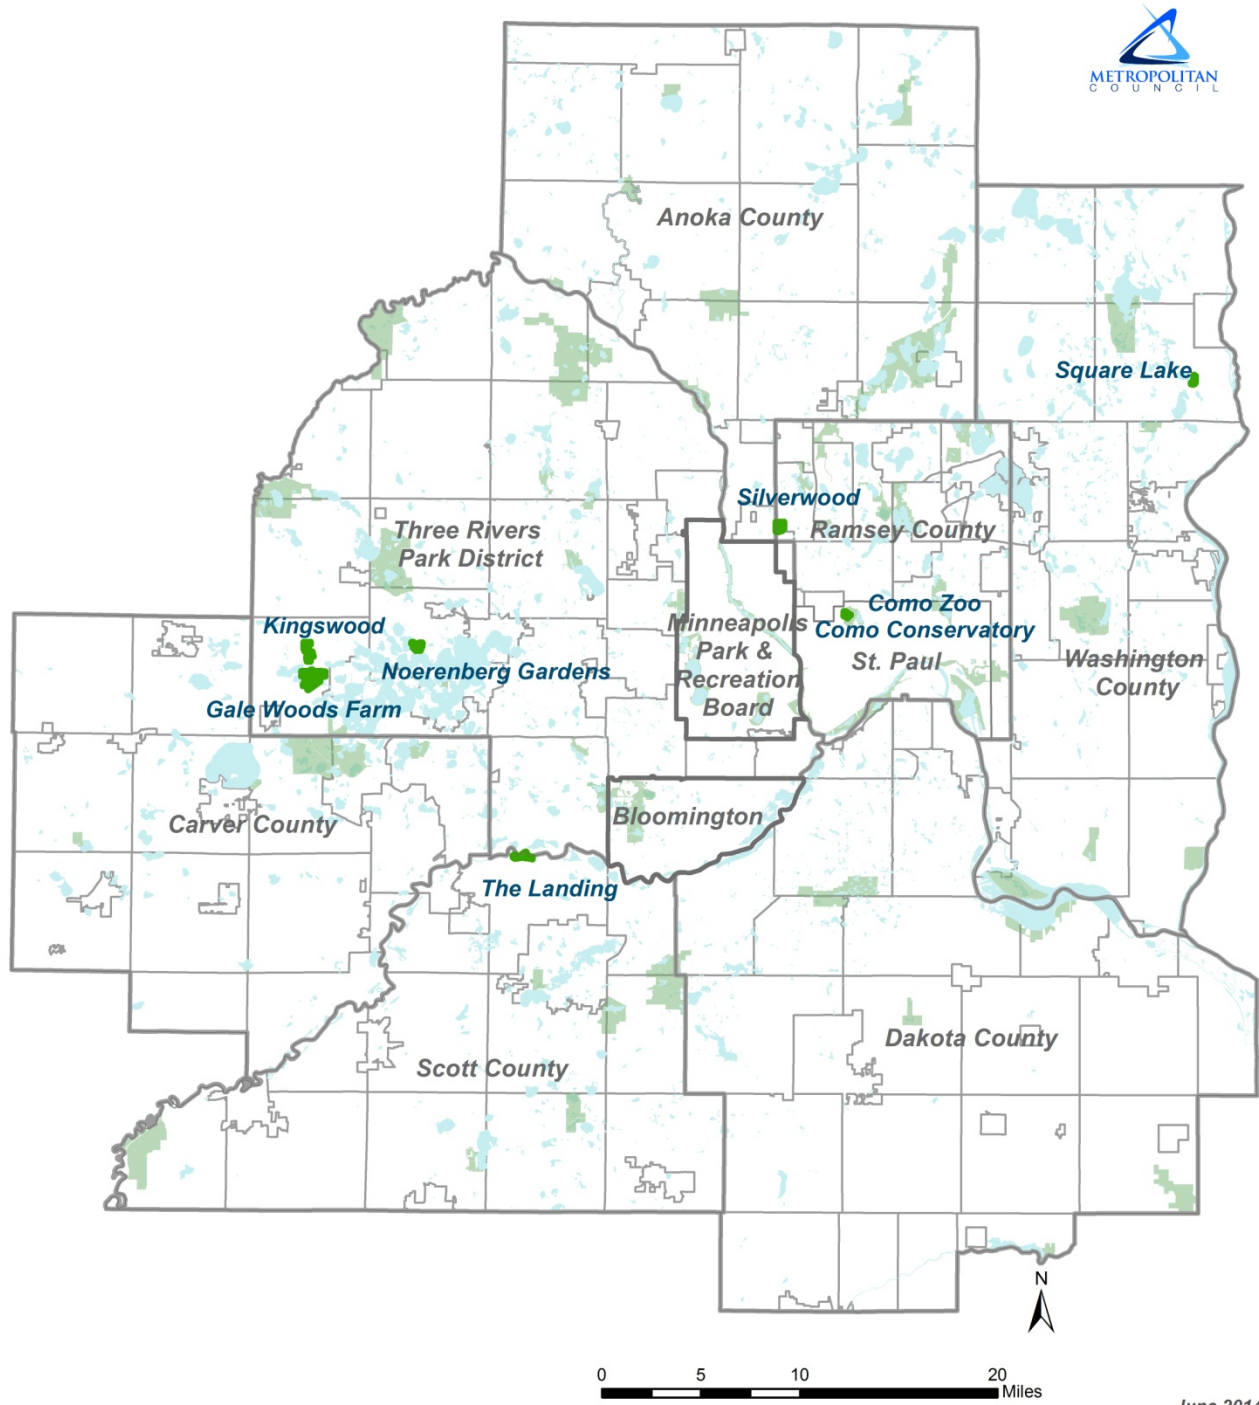 METROPOLITAN
COUNCIL
Anoka County
Square Lake
Silverwood
Ramsey County
Three Rivers
Park District
Como Zoo
Como Conservatory
Kingswood
Minneapolis
Park &
Recreation
Board
St. Paul
Noerenberg Gardens
Washington
County
Gale Woods Farm
Bloomington
Carver County
The Landing
Dakota County
Scott County
N
0 5 10 20
Miles